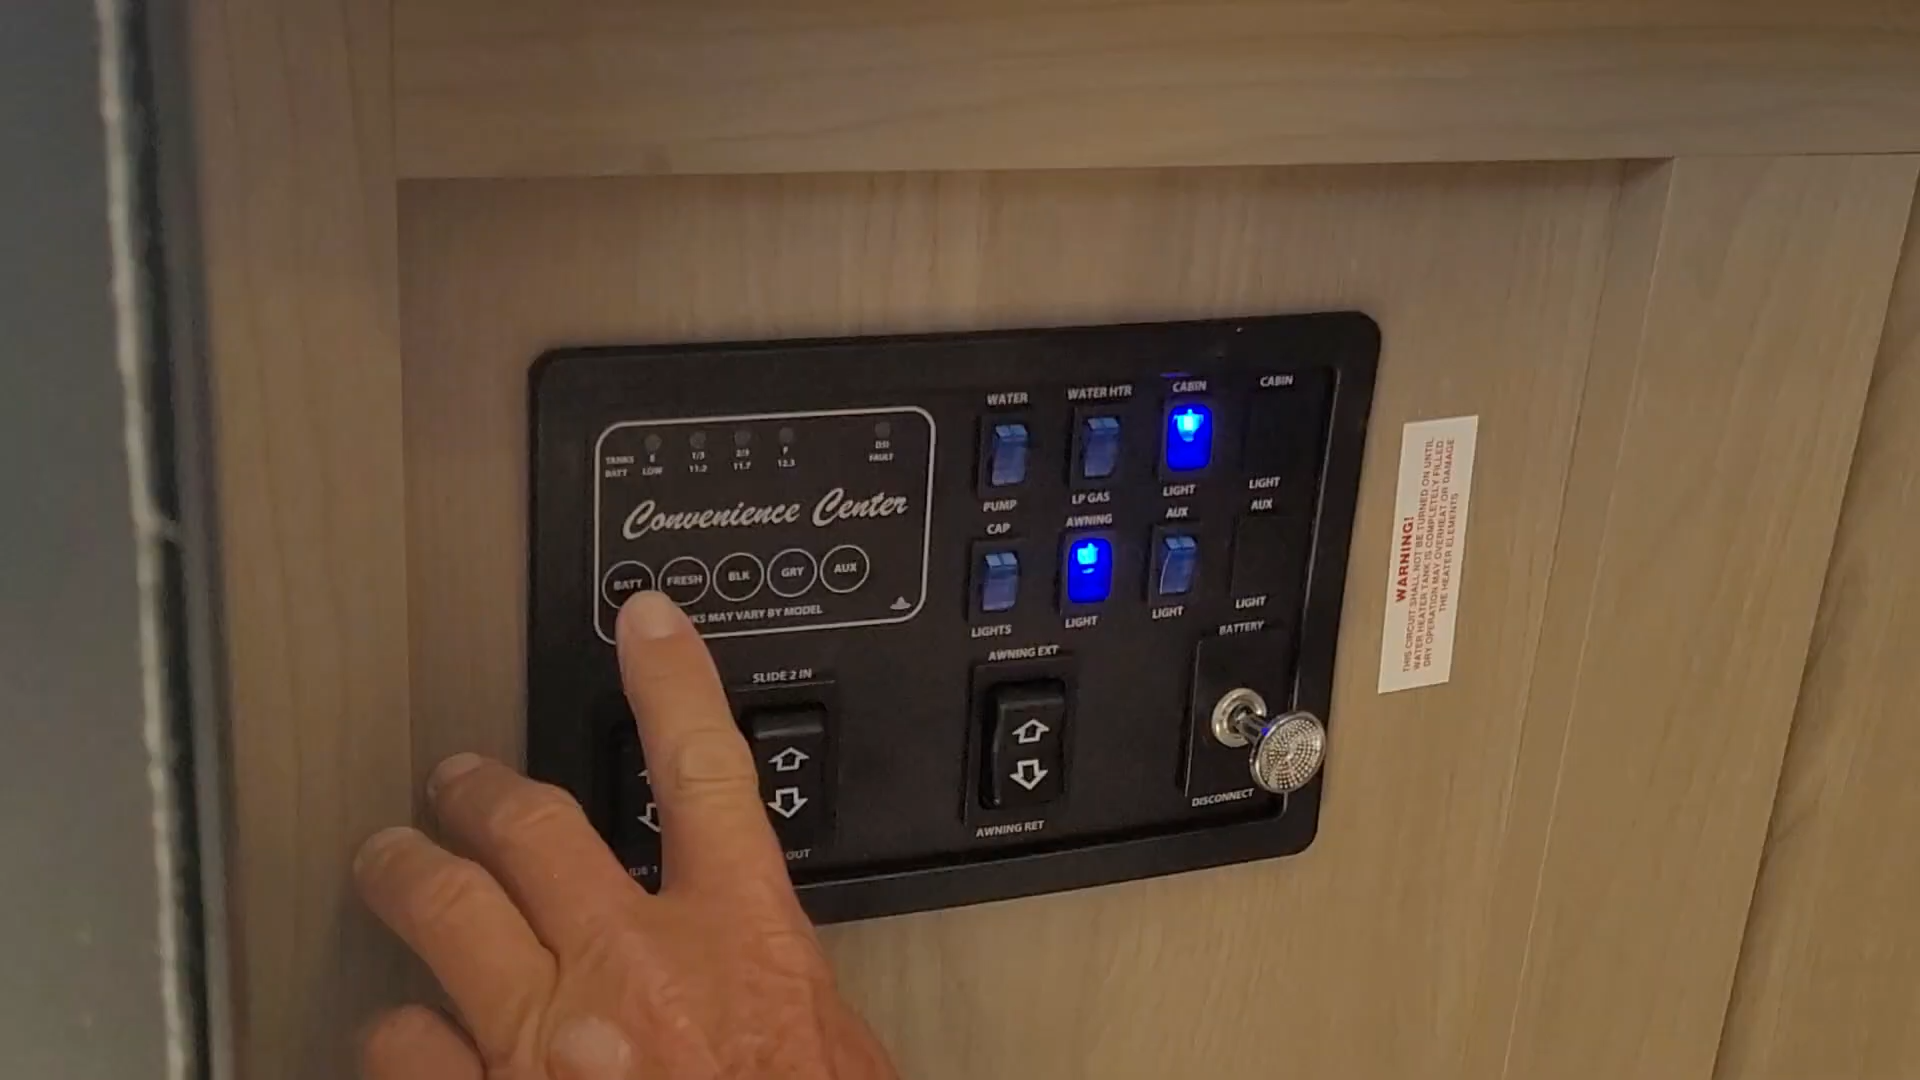 TANKS E 1/3 2/3 F DSI
BATT LOW 11.2 11.7 12.3 FAULT
Convenience Center
BATT FRESH BLK GRY AUX
MAY VARY BY MODEL
WATER
PUMP
WATER HTR
LP GAS
CABIN
LIGHT
CABIN
LIGHT
CAP
LIGHTS
AWNING
LIGHT
AUX
LIGHT
AUX
LIGHT
SLIDE 2 IN
OUT
AWNING EXT
AWNING RET
BATTERY
DISCONNECT
WARNING!
THIS CIRCUIT SHALL NOT BE TURNED ON UNTIL
WATER HEATER TANK IS COMPLETELY FILLED.
DRY OPERATION MAY OVERHEAT OR DAMAGE
THE HEATER ELEMENTS